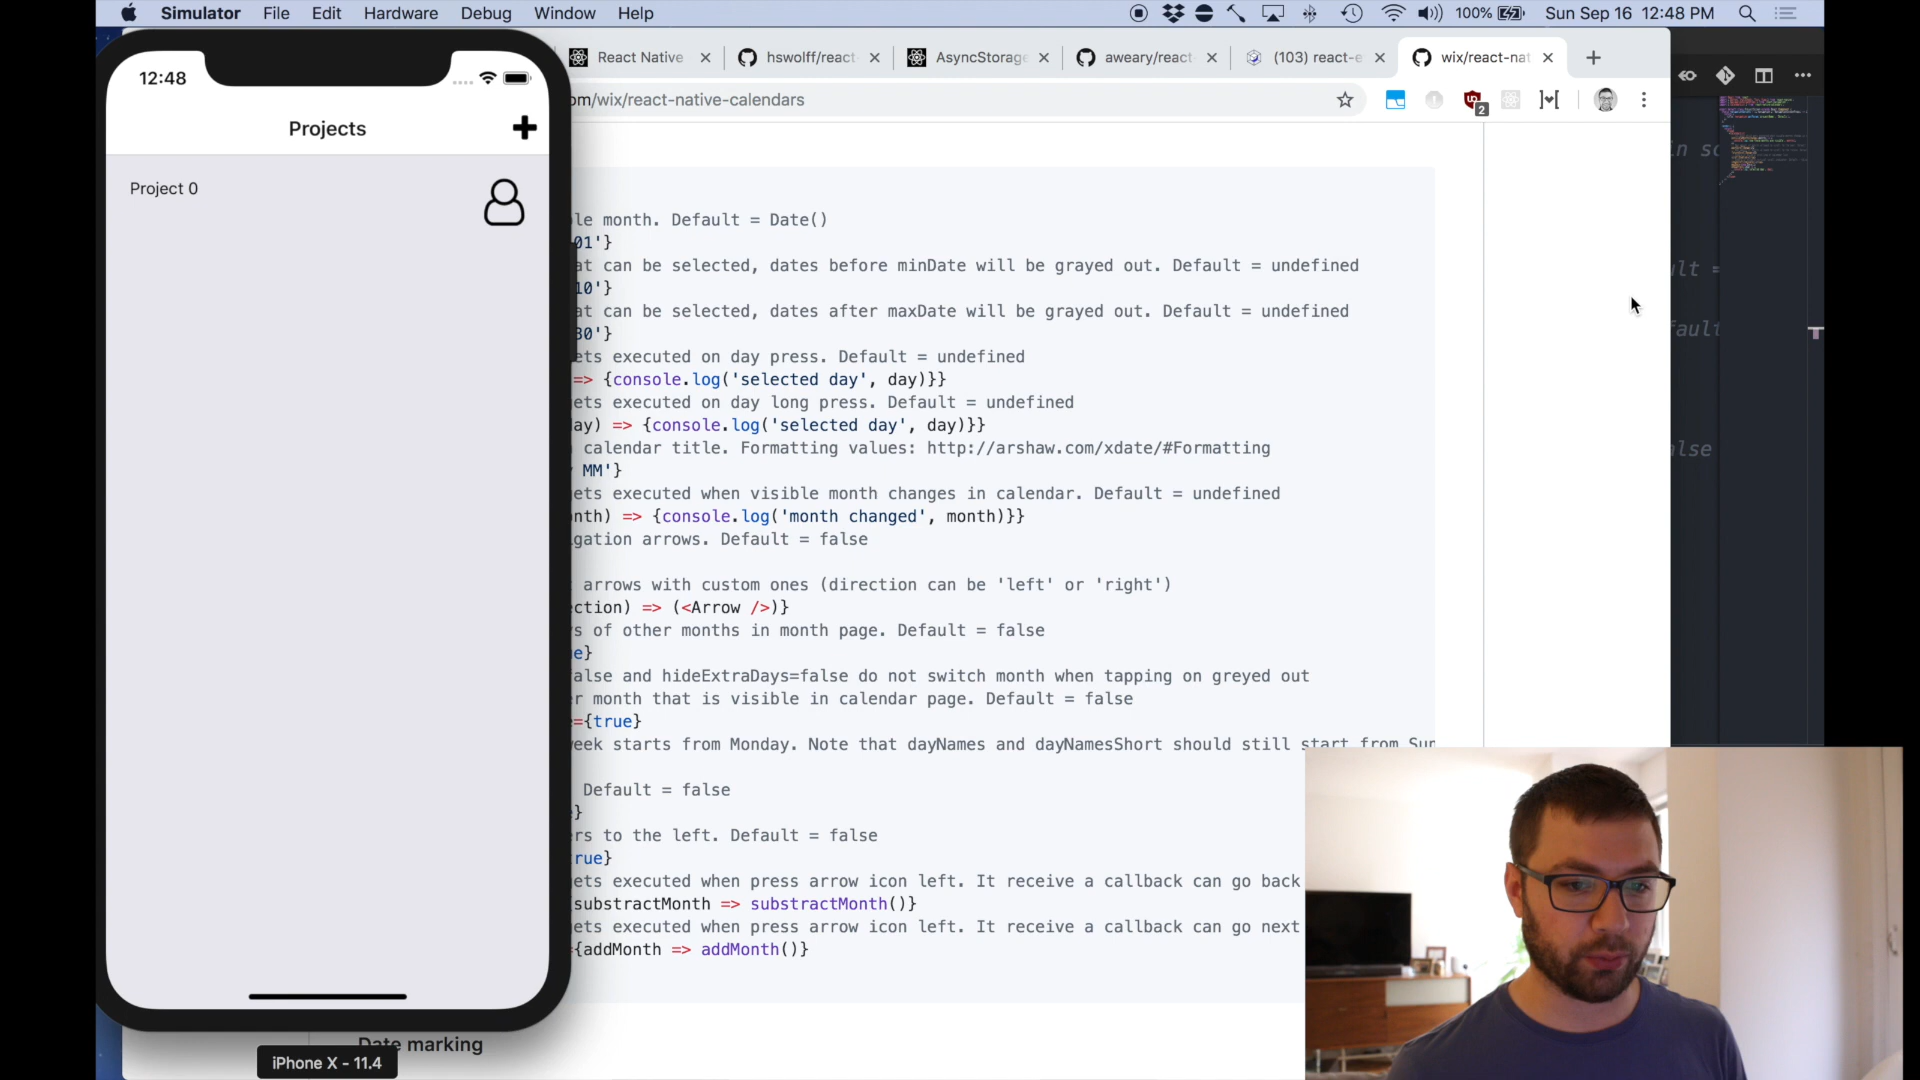 Simulator File Edit Hardware Debug Window Help 100% Sun Sep 16 12:48 PM
React Native hswolff/react- AsyncStorage aweary/react- (103) react-e wix/react-nat
om/wix/react-native-calendars
2
12:48
Projects
Project 0
iPhone X - 11.4
le month. Default = Date()
01'}
at can be selected, dates before minDate will be grayed out. Default = undefined
10'}
at can be selected, dates after maxDate will be grayed out. Default = undefined
30'}
ets executed on day press. Default = undefined
=> {console.log('selected day', day)}}
ets executed on day long press. Default = undefined
ay) => {console.log('selected day', day)}}
calendar title. Formatting values: http://arshaw.com/xdate/#Formatting
MM'}
ets executed when visible month changes in calendar. Default = undefined
nth) => {console.log('month changed', month)}}
gation arrows. Default = false
arrows with custom ones (direction can be 'left' or 'right')
ction) => (<Arrow />)}
s of other months in month page. Default = false
e}
alse and hideExtraDays=false do not switch month when tapping on greyed out
r month that is visible in calendar page. Default = false
={true}
eek starts from Monday. Note that dayNames and dayNamesShort should still start from Sun
Default = false
}
rs to the left. Default = false
rue}
ets executed when press arrow icon left. It receive a callback can go back
substractMonth => substractMonth()}
ets executed when press arrow icon left. It receive a callback can go next
={addMonth => addMonth()}
Date marking
n sc
lt =
fault
alse